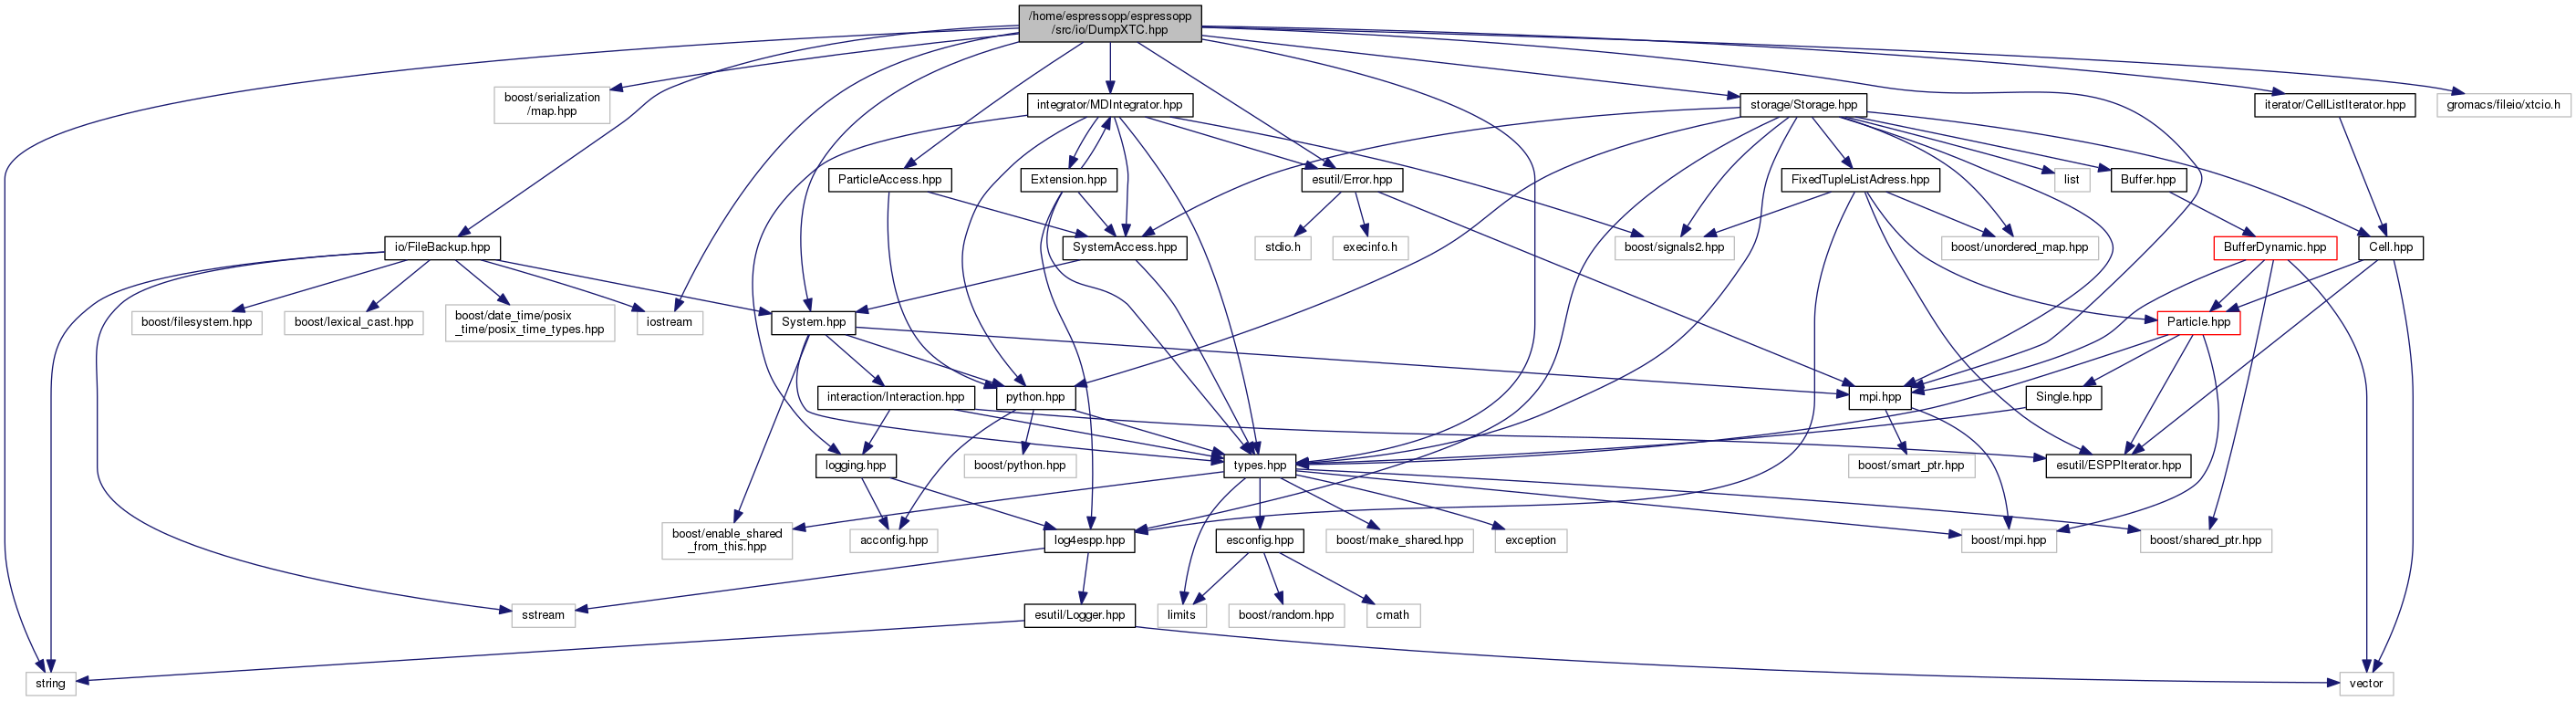 /home/espressopp/espressopp
/src/io/DumpXTC.hpp
boost/serialization
/map.hpp
integrator/MDIntegrator.hpp
storage/Storage.hpp
iterator/CellListIterator.hpp
gromacs/fileio/xtcio.h
ParticleAccess.hpp
Extension.hpp
esutil/Error.hpp
FixedTupleListAdress.hpp
list
Buffer.hpp
io/FileBackup.hpp
SystemAccess.hpp
stdio.h
execinfo.h
boost/signals2.hpp
boost/unordered_map.hpp
BufferDynamic.hpp
Cell.hpp
boost/filesystem.hpp
boost/lexical_cast.hpp
boost/date_time/posix
_time/posix_time_types.hpp
iostream
System.hpp
Particle.hpp
interaction/Interaction.hpp
python.hpp
mpi.hpp
Single.hpp
logging.hpp
boost/python.hpp
types.hpp
boost/smart_ptr.hpp
esutil/ESPPIterator.hpp
boost/enable_shared
_from_this.hpp
acconfig.hpp
log4espp.hpp
esconfig.hpp
boost/make_shared.hpp
exception
boost/mpi.hpp
boost/shared_ptr.hpp
sstream
esutil/Logger.hpp
limits
boost/random.hpp
cmath
string
vector